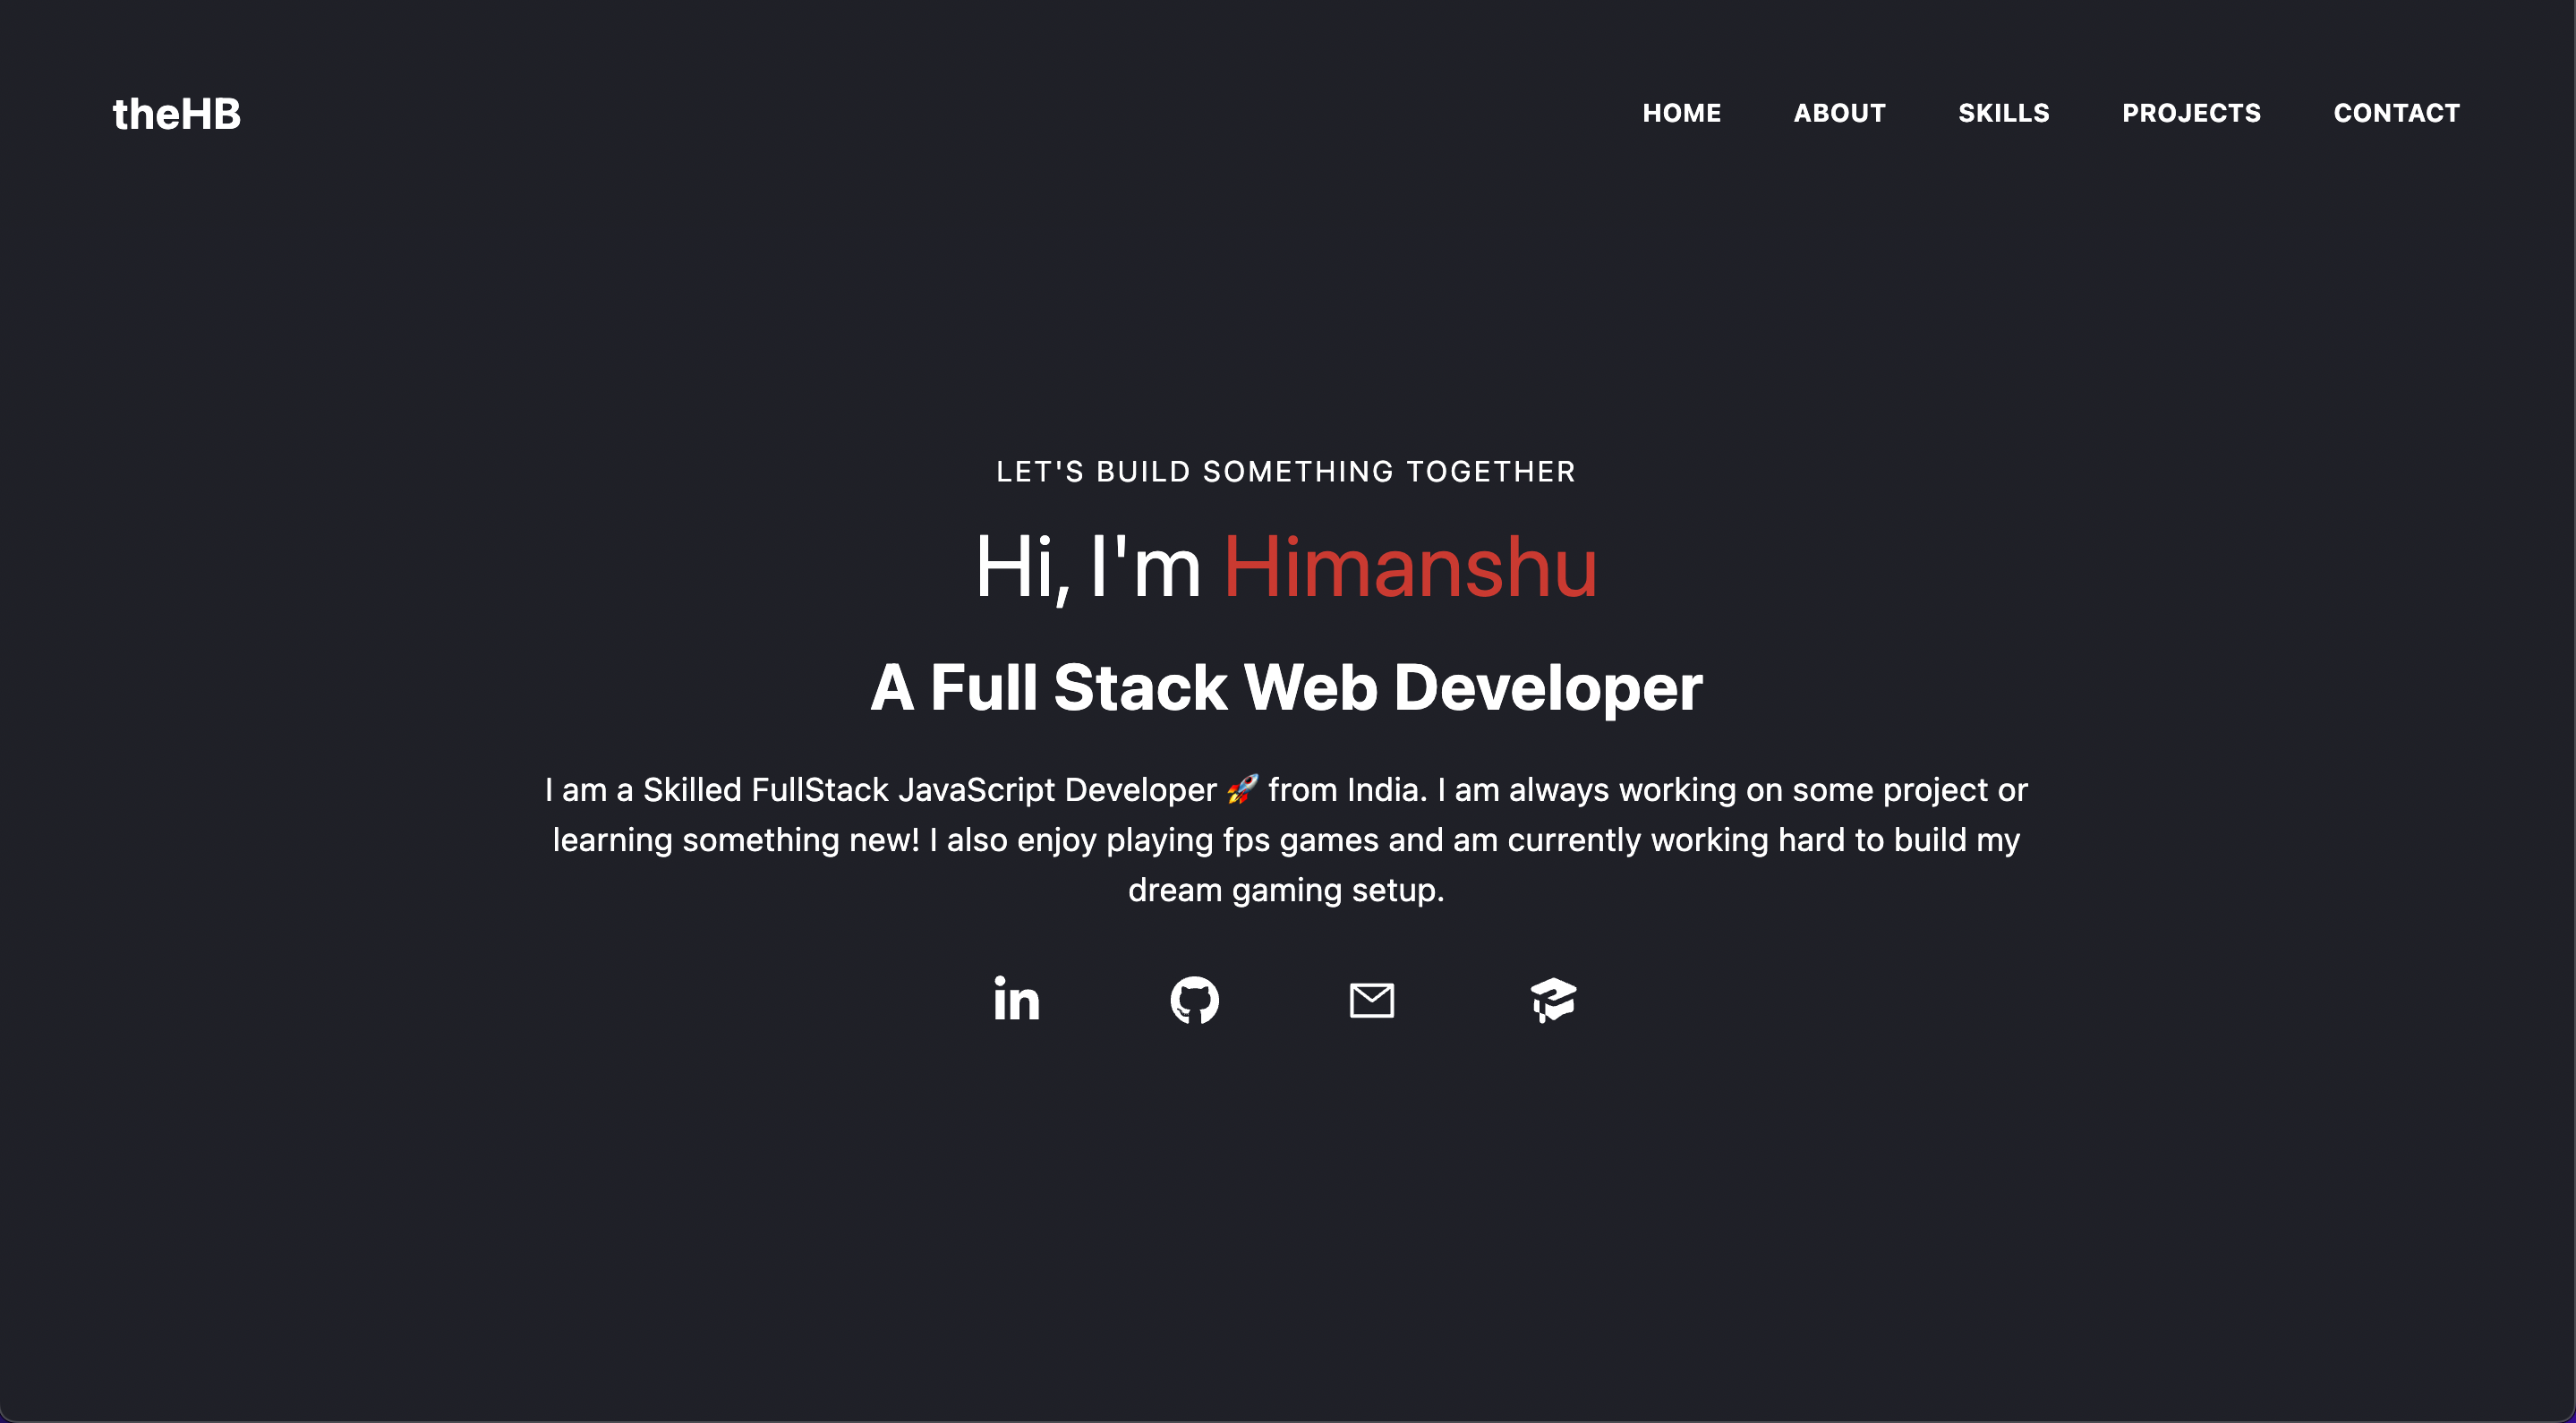 theHB
HOME ABOUT SKILLS PROJECTS CONTACT
LET'S BUILD SOMETHING TOGETHER
Hi, I'm Himanshu
A Full Stack Web Developer
I am a Skilled FullStack JavaScript Developer 🚀 from India. I am always working on some project or
learning something new! I also enjoy playing fps games and am currently working hard to build my
dream gaming setup.
in